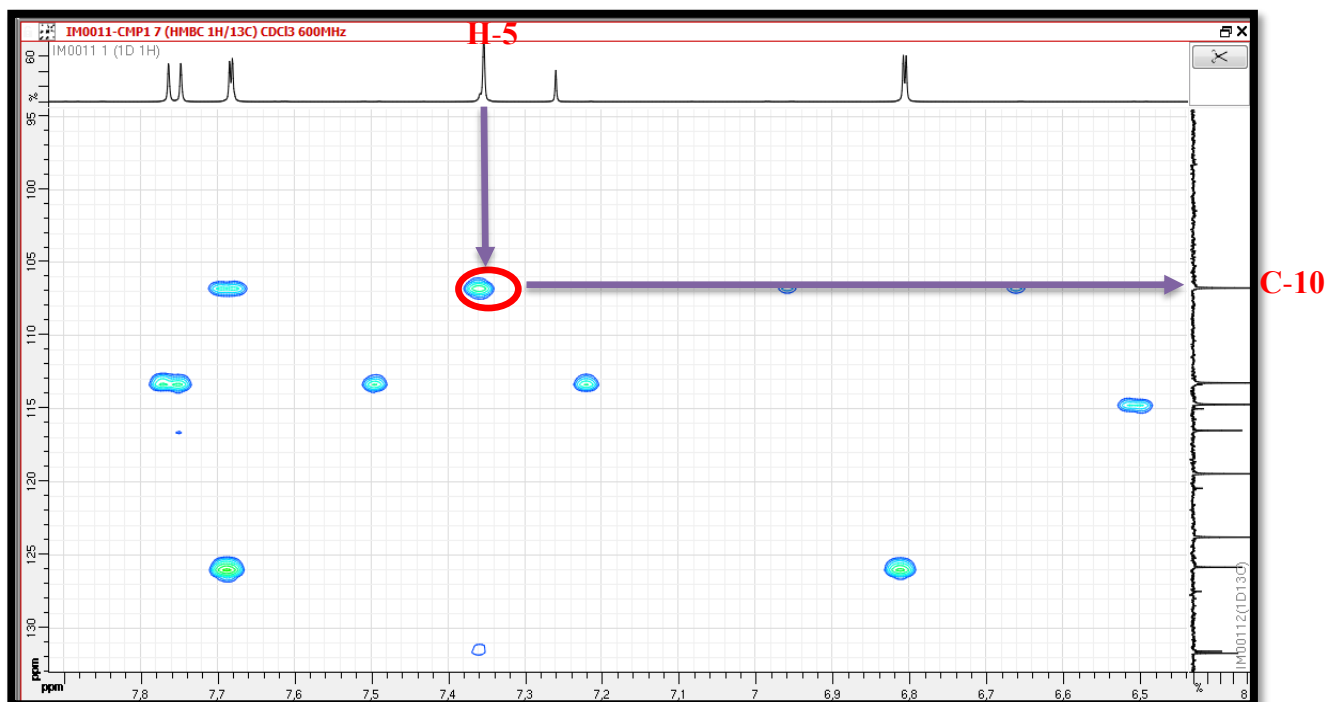 IM0011-CMP1 7 (HMBC 1H/13C) CDCl3 600MHz
H-5
IM0011 1 (1D 1H)
60
%
95
100
105
C-10
110
115
120
125
130
IM00112(1D13C)
ppm
ppm
7,8 7,7 7,6 7,5 7,4 7,3 7,2 7,1 7 6,9 6,8 6,7 6,6 6,5 % 8